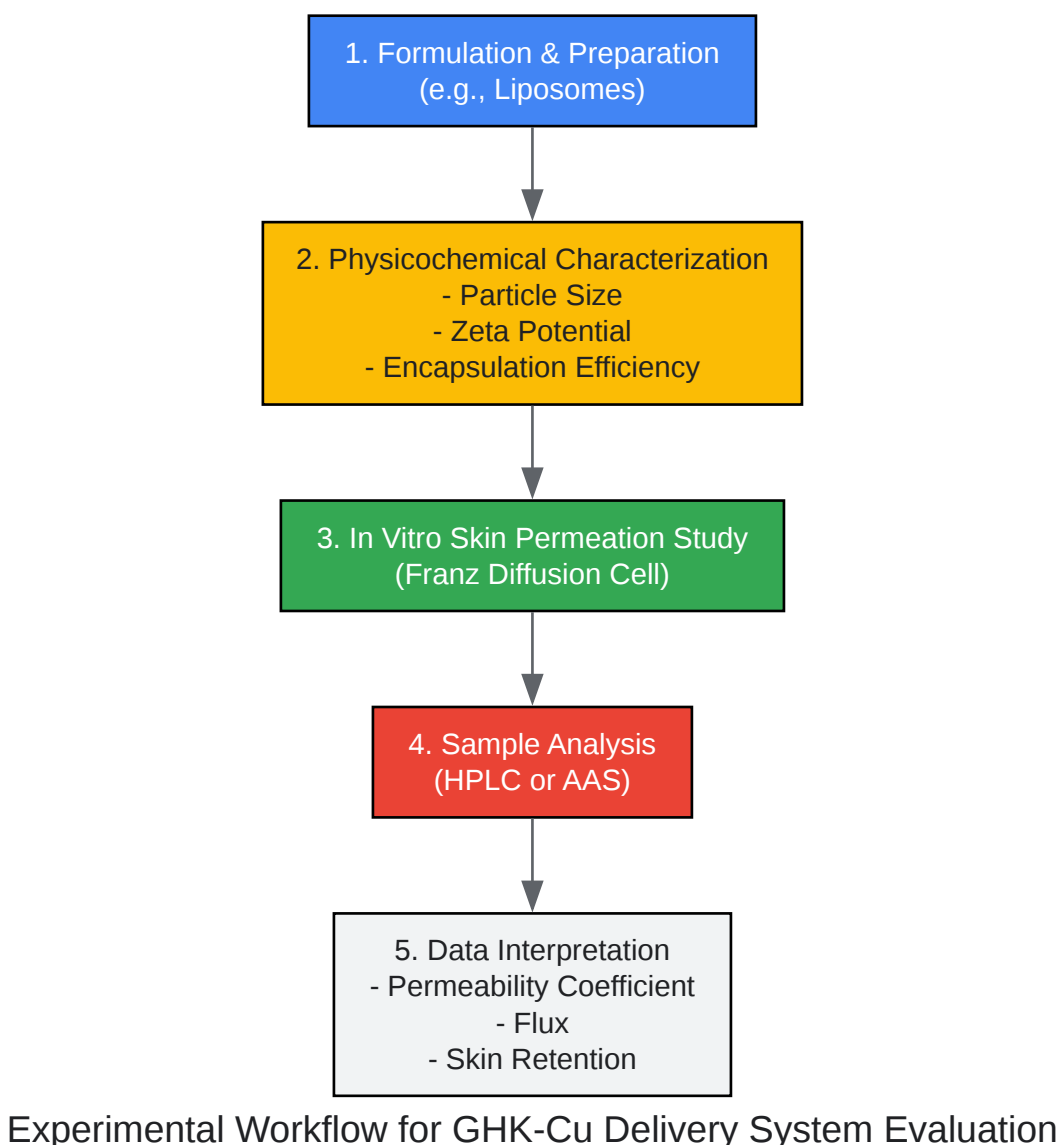 1. Formulation & Preparation
(e.g., Liposomes)
2. Physicochemical Characterization
- Particle Size
- Zeta Potential
- Encapsulation Efficiency
3. In Vitro Skin Permeation Study
(Franz Diffusion Cell)
4. Sample Analysis
(HPLC or AAS)
5. Data Interpretation
- Permeability Coefficient
- Flux
- Skin Retention
Experimental Workflow for GHK-Cu Delivery System Evaluation